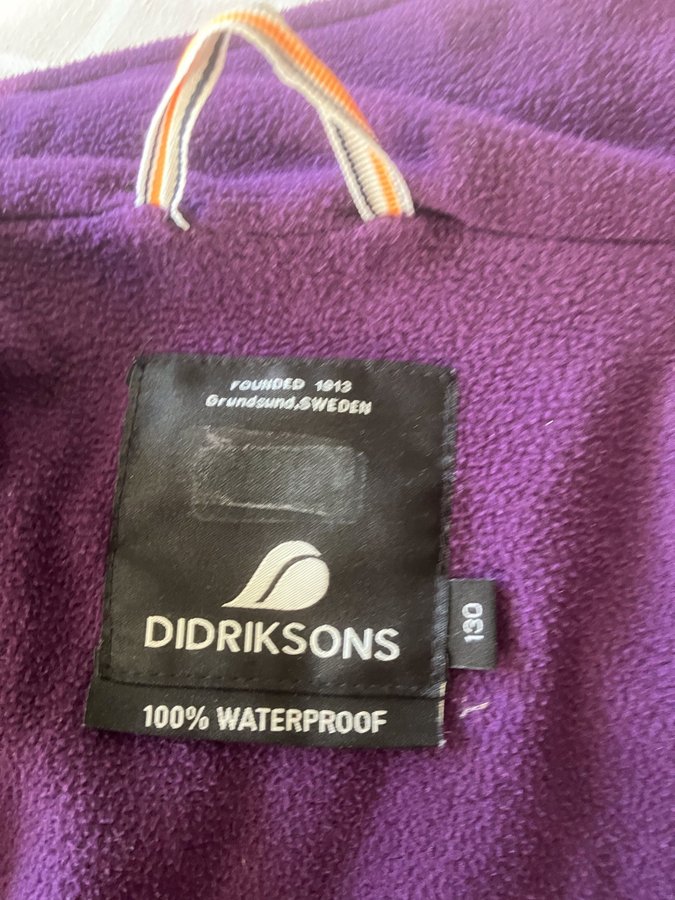 FOUNDED 1913
Grundsund,SWEDEN
DIDRIKSONS
130
100% WATERPROOF